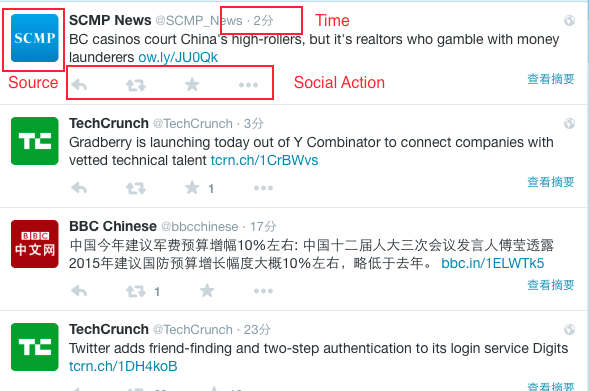 SCMP News @SCMP_News · 2分 Time
SCMP
BC casinos court China's high-rollers, but it's realtors who gamble with money
launderers ow.ly/JU0Qk
Source Social Action 查看摘要
TechCrunch @TechCrunch · 3分
TC
Gradberry is launching today out of Y Combinator to connect companies with
vetted technical talent tcrn.ch/1CrBWvs
1 查看摘要
BBC Chinese @bbcchinese · 17分
BBC
中文网
中国今年建议军费预算增幅10%左右: 中国十二届人大三次会议发言人傅莹透露
2015年建议国防预算增长幅度大概10%左右，略低于去年。 bbc.in/1ELWTk5
1 查看摘要
TechCrunch @TechCrunch · 23分
TC
Twitter adds friend-finding and two-step authentication to its login service Digits
tcrn.ch/1DH4koB
查看摘要